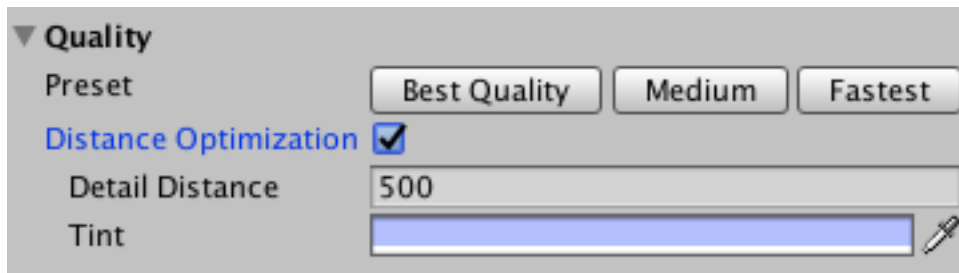 Quality
Preset Best Quality Medium Fastest
Distance Optimization
Detail Distance 500
Tint